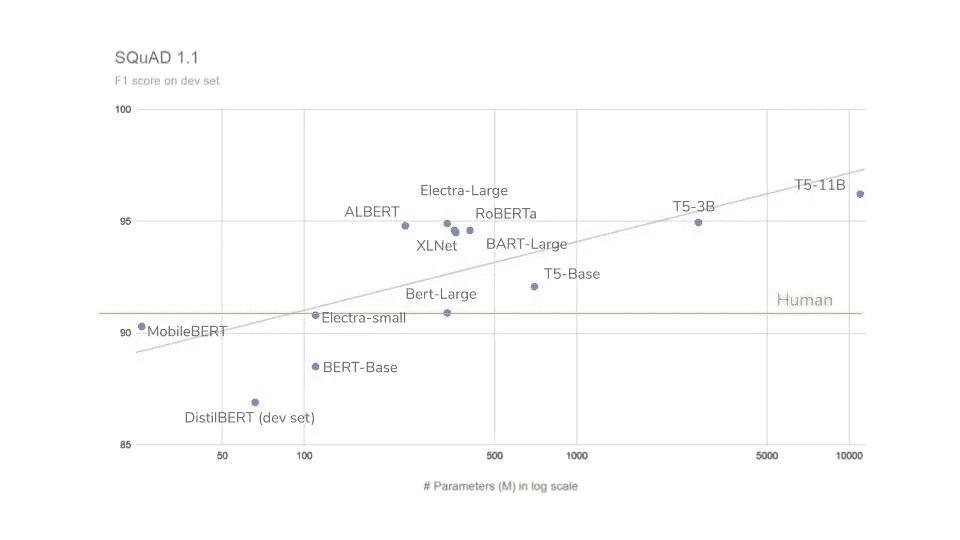 SQuAD 1.1
F1 score on dev set
100
Electra-Large
T5-11B
ALBERT
RoBERTa
T5-3B
95
XLNet
BART-Large
T5-Base
Bert-Large
Human
Electra-small
90
MobileBERT
BERT-Base
DistilBERT (dev set)
85
50
100
500
1000
5000
10000
# Parameters (M) in log scale